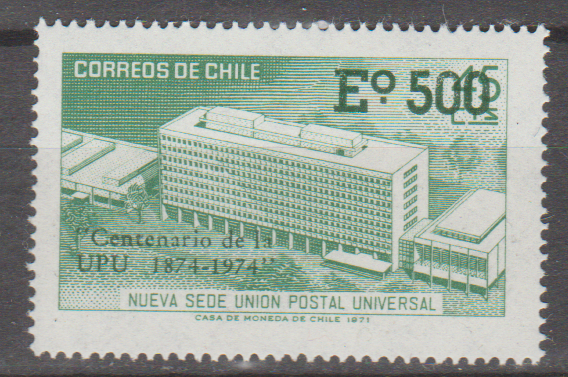 CORREOS DE CHILE
Eº. 500
"Centenario de la
UPU 1874-1974"
NUEVA SEDE UNION POSTAL UNIVERSAL
CASA DE MONEDA DE CHILE 1971